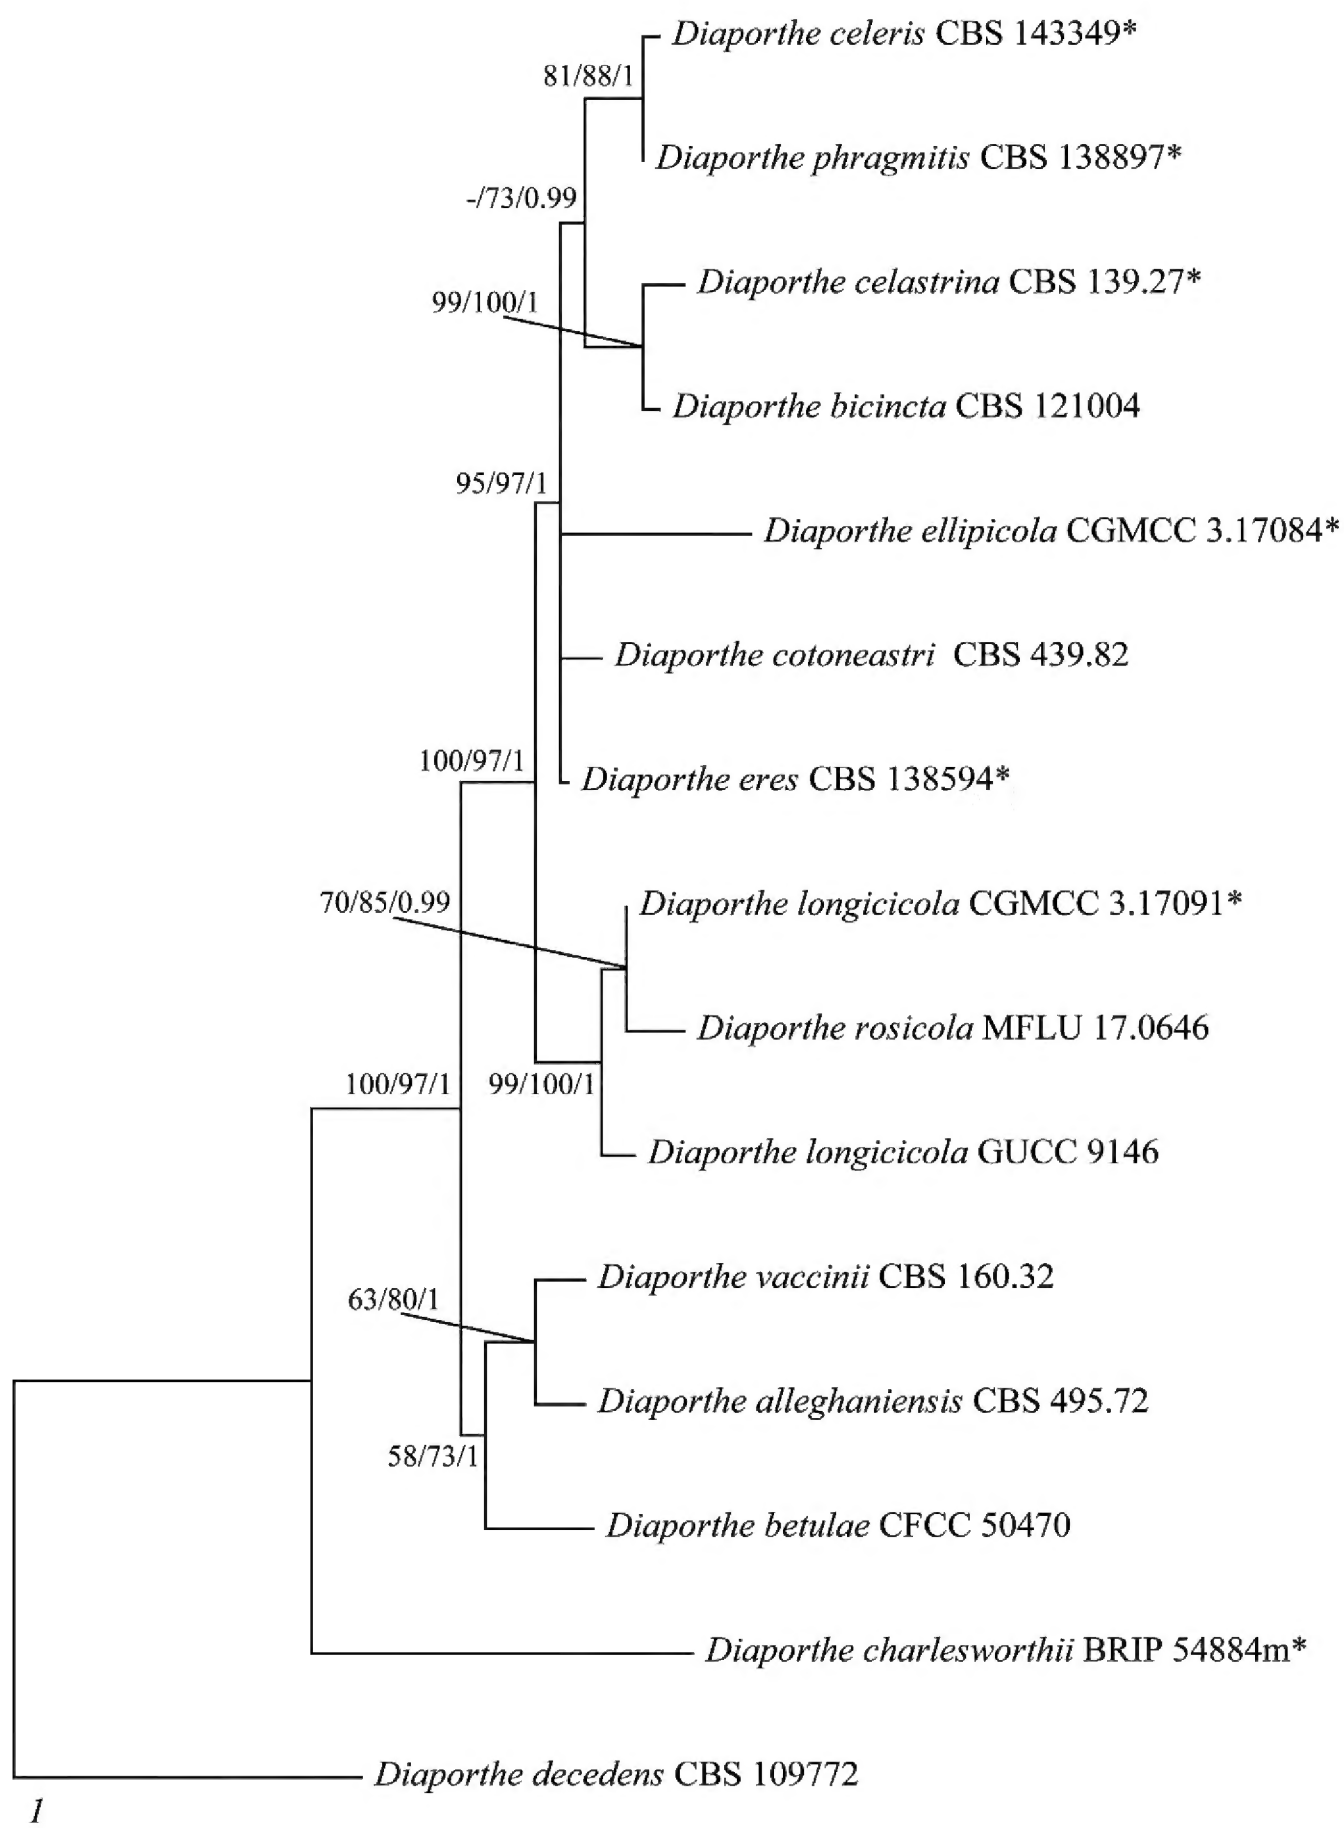 Diaporthe celeris CBS 143349*
81/88/1
Diaporthe phragmitis CBS 138897*
-/73/0.99
Diaporthe celastrina CBS 139.27*
99/100/1
Diaporthe bicincta CBS 121004
95/97/1
Diaporthe ellipicola CGMCC 3.17084*
Diaporthe cotoneastri CBS 439.82
100/97/1
Diaporthe eres CBS 138594*
70/85/0.99
Diaporthe longicicola CGMCC 3.17091*
Diaporthe rosicola MFLU 17.0646
100/97/1
99/100/1
Diaporthe longicicola GUCC 9146
Diaporthe vaccinii CBS 160.32
63/80/1
Diaporthe alleghaniensis CBS 495.72
58/73/1
Diaporthe betulae CFCC 50470
Diaporthe charlesworthii BRIP 54884m*
Diaporthe decedens CBS 109772
1